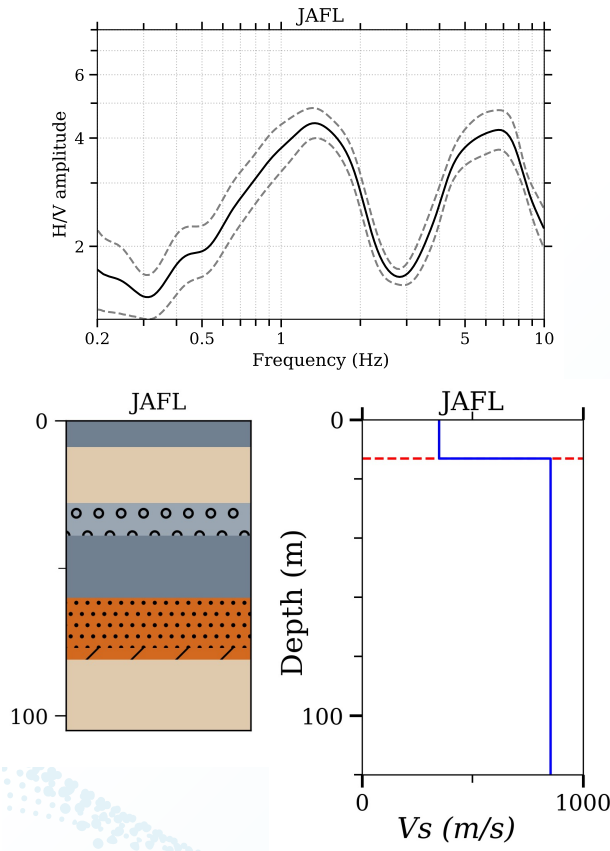 JAFL
6
4
2
H/V amplitude
0.2 0.5 1 5 10
Frequency (Hz)
JAFL
0
100
JAFL
0
100
Depth (m)
0 1000
Vs (m/s)